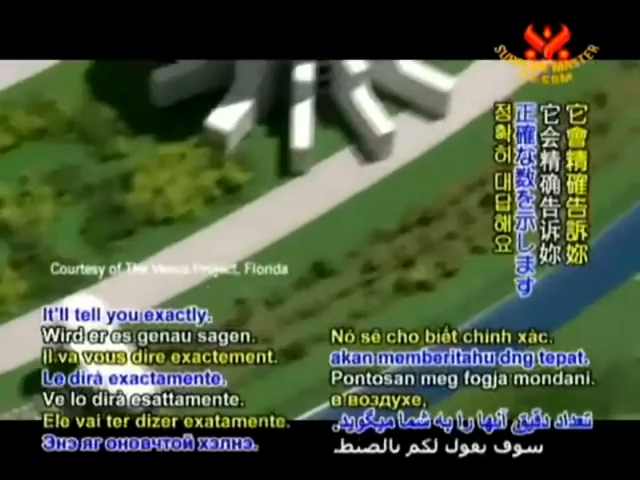 SUPREME MASTER
TV.COM
它會精確告訴妳
它会精确告诉妳
正確な数を示します
정확히 대답해요
Courtesy of The Venus Project, Florida
It'll tell you exactly.
Wird er es genau sagen.
Il va vous dire exactement.
Le dirá exactamente.
Ve lo dirà esattamente.
Ele vai ter dizer exatamente.
Энэ яг оновчтой хэлнэ.
Nó sẽ cho biết chính xác.
akan memberitahu dng tepat.
Pontosan meg fogja mondani.
в воздухе,
تعداد دقیق آنها را به شما میگوید.
سوف يقول لكم بالضبط.